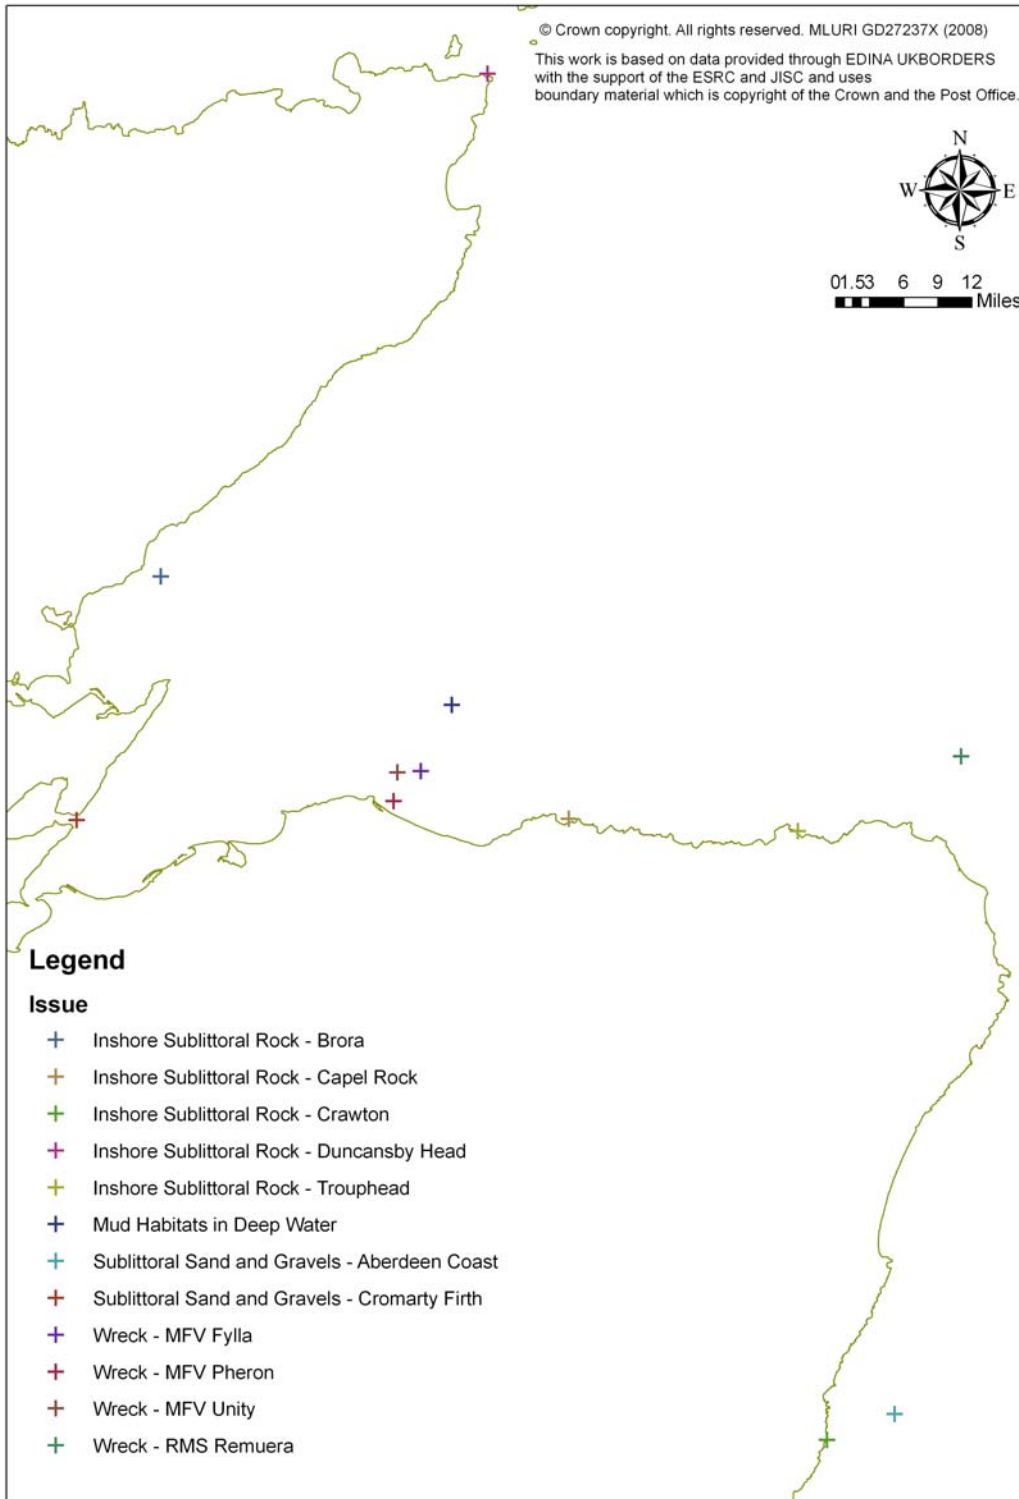 © Crown copyright. All rights reserved. MLURI GD27237X (2008)
This work is based on data provided through EDINA UKBORDERS
with the support of the ESRC and JISC and uses
boundary material which is copyright of the Crown and the Post Office.
N
W E
S
01.53 6 9 12
Miles
Legend
Issue
Inshore Sublittoral Rock - Brora
Inshore Sublittoral Rock - Capel Rock
Inshore Sublittoral Rock - Crawton
Inshore Sublittoral Rock - Duncansby Head
Inshore Sublittoral Rock - Trouphead
Mud Habitats in Deep Water
Sublittoral Sand and Gravels - Aberdeen Coast
Sublittoral Sand and Gravels - Cromarty Firth
Wreck - MFV Fylla
Wreck - MFV Pheron
Wreck - MFV Unity
Wreck - RMS Remuera